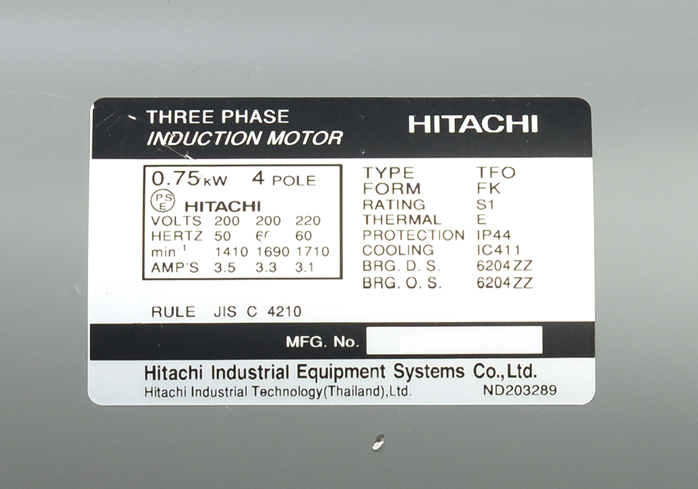 THREE PHASE
INDUCTION MOTOR
HITACHI
0.75 kW 4 POLE
PS E HITACHI
VOLTS 200 200 220
HERTZ 50 60
min⁻¹ 1410 1690 1710
AMP'S 3.5 3.3 3.1
TYPE TFO
FORM FK
RATING S1
THERMAL E
PROTECTION IP44
COOLING IC411
BRG. D. S. 6204ZZ
BRG. O. S. 6204ZZ
RULE JIS C 4210
MFG. No.
Hitachi Industrial Equipment Systems Co.,Ltd.
Hitachi Industrial Technology(Thailand),Ltd. ND203289